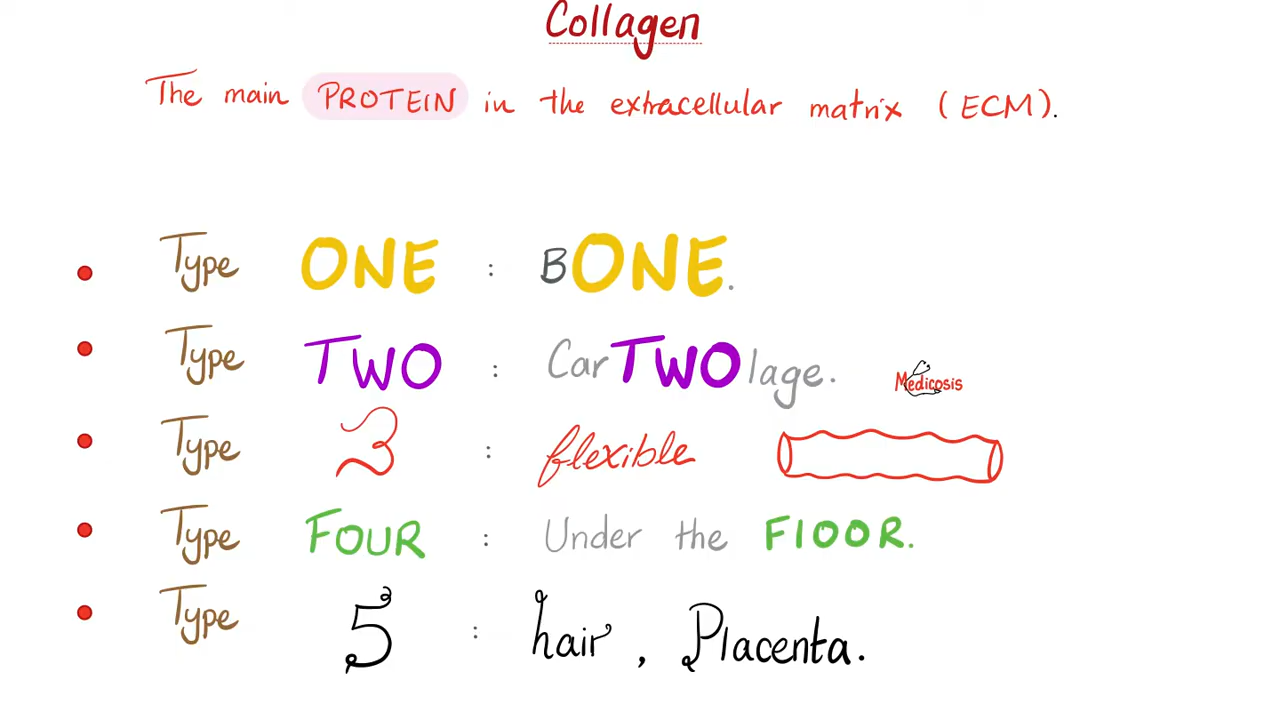 Collagen
The main PROTEIN in the extracellular matrix (ECM).
Type ONE : BONE.
Type TWO : CarTWOlage.
Medicosis
Type 3 : flexible
Type FOUR : Under the FlOOR.
Type 5 : hair, Placenta.